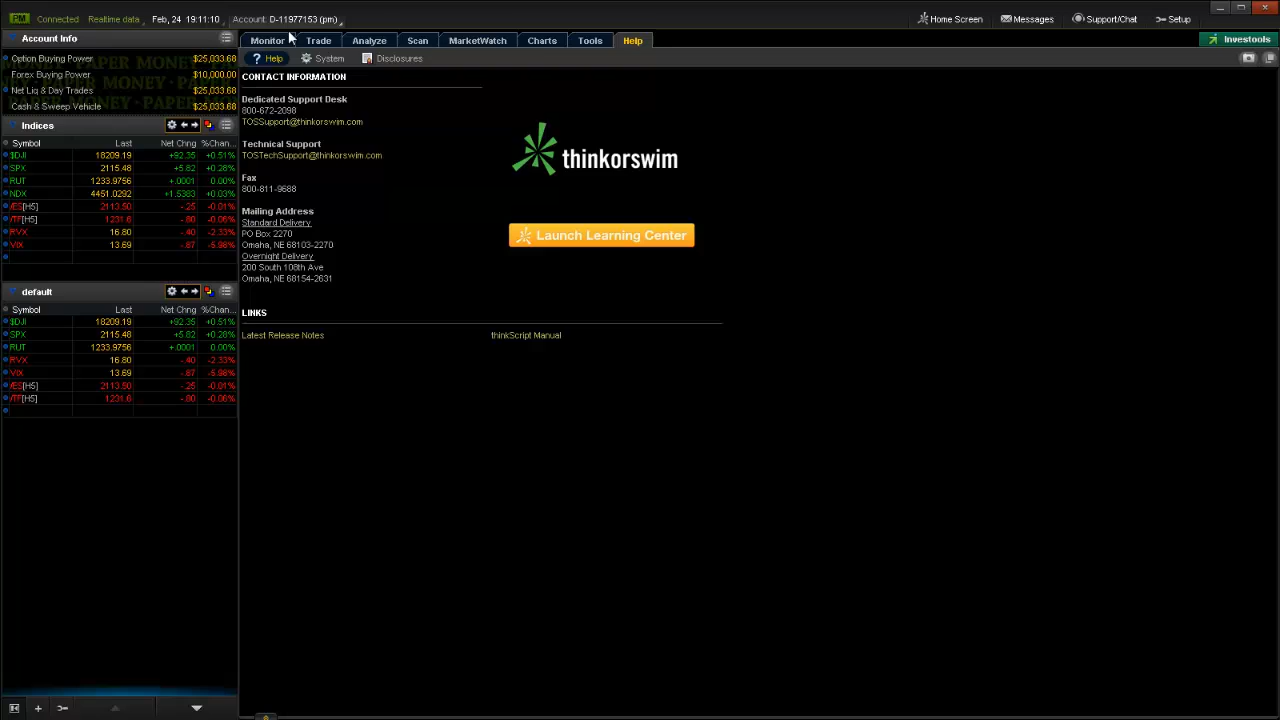 PM Connected Realtime data Feb, 24 19:11:10 Account: D-11977153 (pm) Home Screen Messages Support/Chat Setup
Account Info
Option Buying Power $25,033.68
Forex Buying Power $10,000.00
Net Liq & Day Trades $25,033.68
Cash & Sweep Vehicle $25,033.68
Indices
Symbol Last Net Chng %Chan...
$DJI 18209.19 +92.35 +0.51%
SPX 2115.48 +5.82 +0.28%
RUT 1233.9756 +.0001 0.00%
NDX 4451.0292 +1.5383 +0.03%
/ES[H5] 2113.50 -.25 -0.01%
/TF[H5] 1231.6 -.80 -0.06%
RVX 16.80 -.40 -2.33%
VIX 13.69 -.87 -5.98%
default
Symbol Last Net Chng %Chan...
$DJI 18209.19 +92.35 +0.51%
SPX 2115.48 +5.82 +0.28%
RUT 1233.9756 +.0001 0.00%
RVX 16.80 -.40 -2.33%
VIX 13.69 -.87 -5.98%
/ES[H5] 2113.50 -.25 -0.01%
/TF[H5] 1231.6 -.80 -0.06%
Monitor Trade Analyze Scan MarketWatch Charts Tools Help Investools
? Help System Disclosures
CONTACT INFORMATION
Dedicated Support Desk
800-672-2098
TOSSupport@thinkorswim.com
Technical Support
TOSTechSupport@thinkorswim.com
Fax
800-811-9688
Mailing Address
Standard Delivery
PO Box 2270
Omaha, NE 68103-2270
Overnight Delivery
200 South 108th Ave
Omaha, NE 68154-2631
thinkorswim
Launch Learning Center
LINKS
Latest Release Notes thinkScript Manual